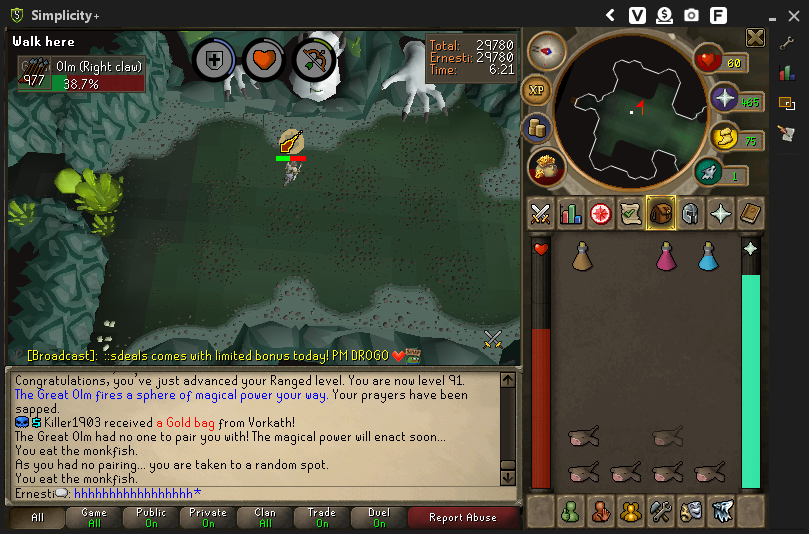 Simplicity+
Walk here
Olm (Right claw)
977
38.7%
Total: 29780
Ernesti: 29780
Time: 6:21
XP
60
465
75
1
[Broadcast]: ::sdeals comes with limited bonus today! PM DROGO
Congratulations, you've just advanced your Ranged level. You are now level 91.
The Great Olm fires a sphere of magical power your way. Your prayers have been
sapped.
Killer1903 received a Gold bag from Vorkath!
The Great Olm had no one to pair you with! The magical power will enact soon...
You eat the monkfish.
As you had no pairing... you are taken to a random spot.
You eat the monkfish.
Ernesti: hhhhhhhhhhhhhhhhh*
All
Game
All
Public
On
Private
On
Clan
All
Trade
On
Duel
On
Report Abuse